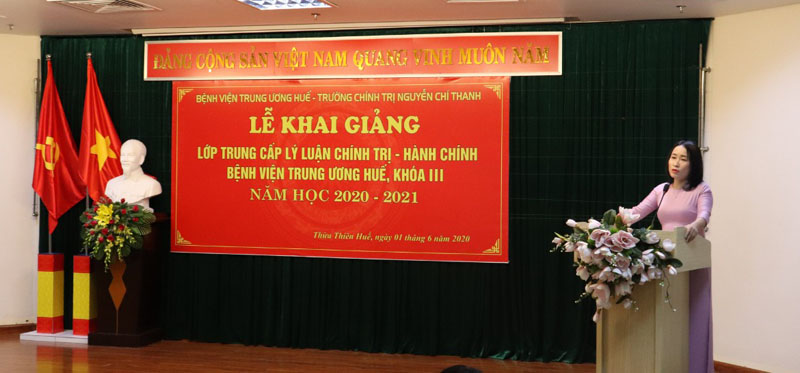 ĐẢNG CỘNG SẢN VIỆT NAM QUANG VINH MUÔN NĂM
BỆNH VIỆN TRUNG ƯƠNG HUẾ - TRƯỜNG CHÍNH TRỊ NGUYỄN CHÍ THANH
LỄ KHAI GIẢNG
LỚP TRUNG CẤP LÝ LUẬN CHÍNH TRỊ - HÀNH CHÍNH
BỆNH VIỆN TRUNG ƯƠNG HUẾ, KHÓA III
NĂM HỌC 2020 - 2021
Thừa Thiên Huế, ngày 01 tháng 6 năm 2020